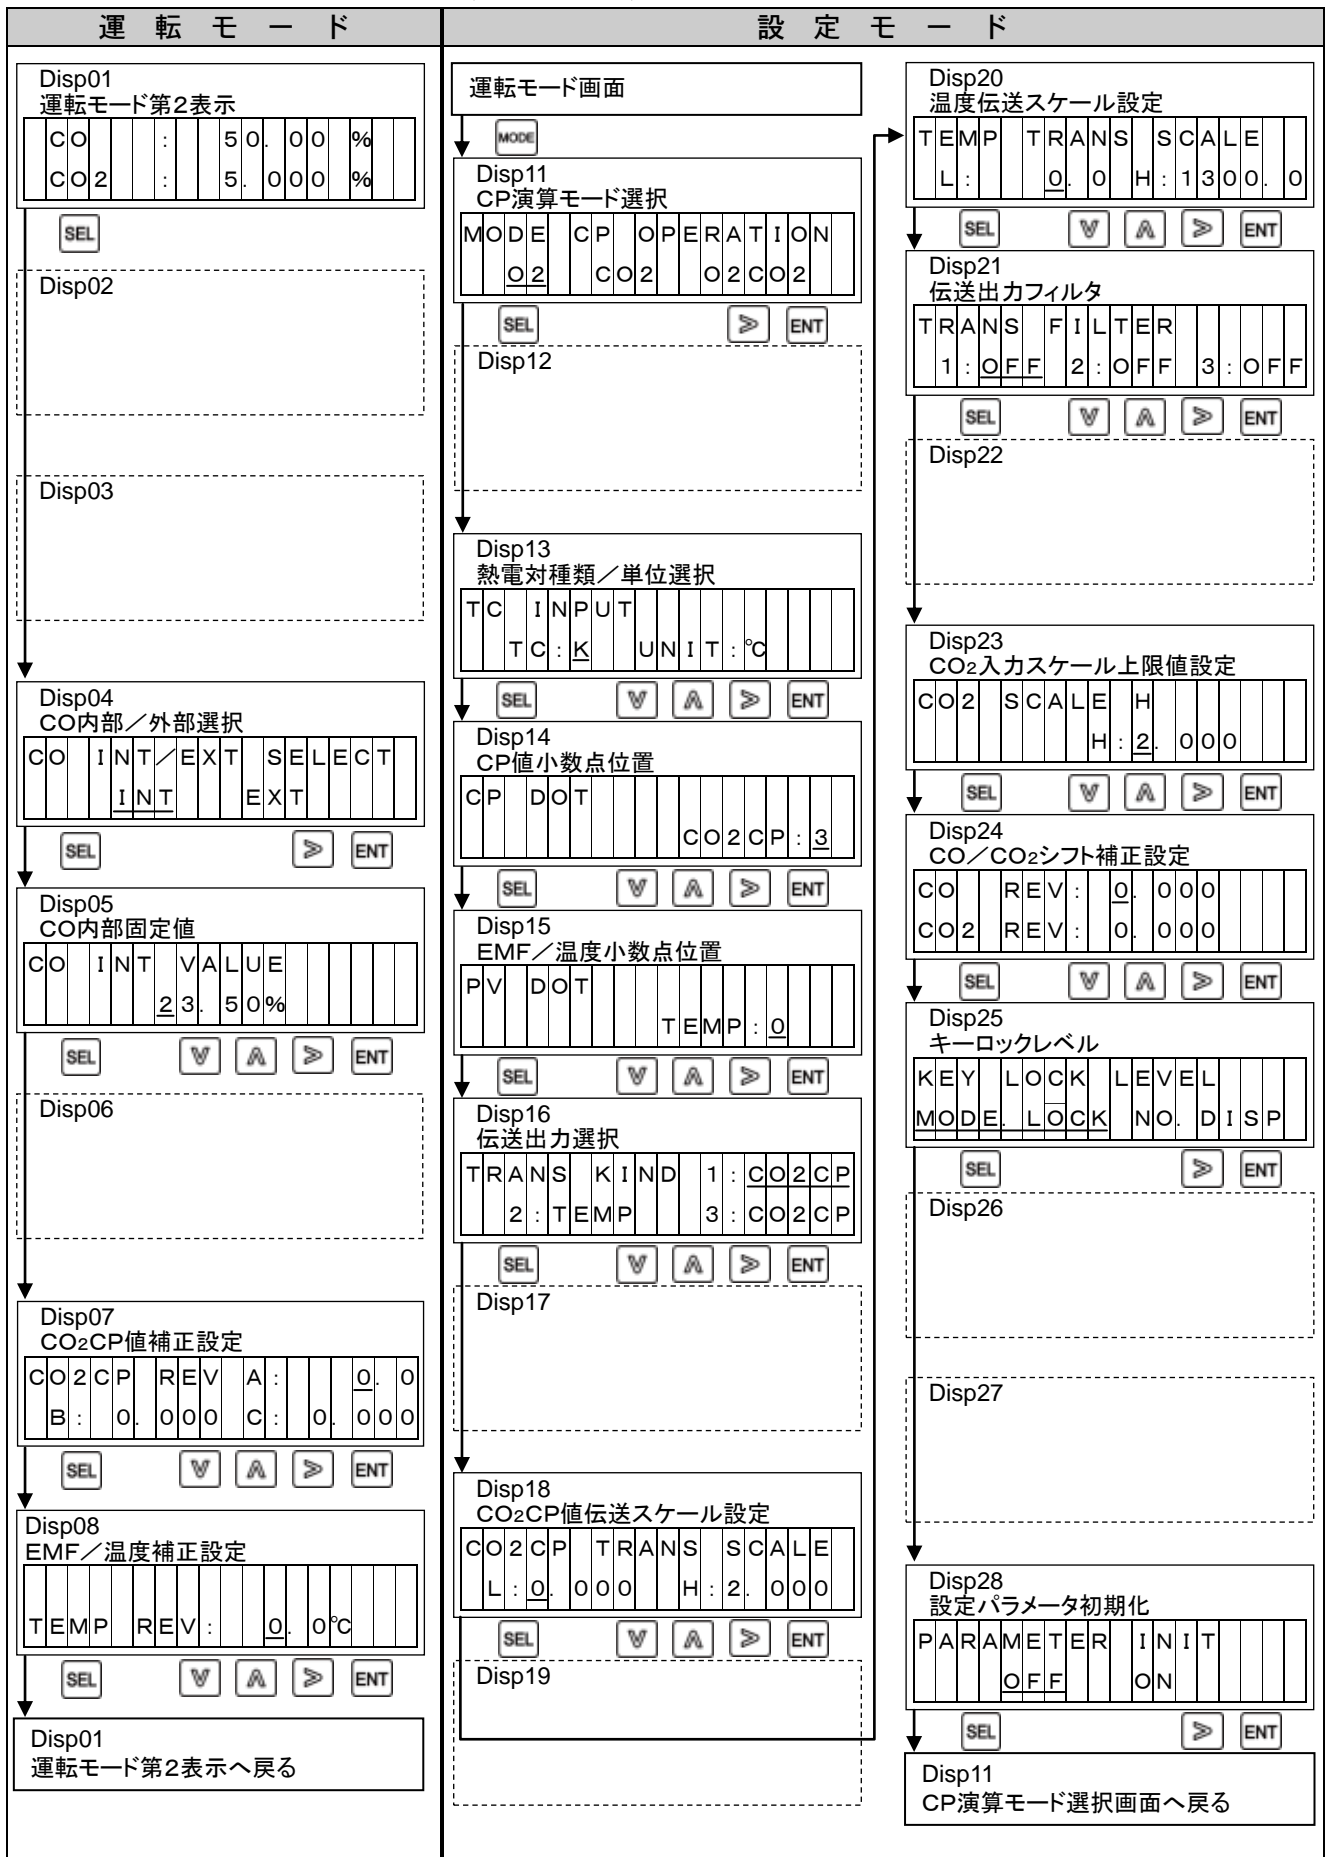 運転モード
設定モード
Disp01
運転モード第2表示
CO : 50.00 %
CO2 : 5.000 %
SEL
Disp02
Disp03
Disp04
CO内部／外部選択
CO INT／EXT SELECT
INT EXT
SEL ENT
Disp05
CO内部固定値
CO INT VALUE
23.50%
SEL ENT
Disp06
Disp07
CO2CP値補正設定
CO2CP REV A: 0.0
B: 0.000 C: 0.000
SEL ENT
Disp08
EMF／温度補正設定
TEMP REV: 0.0℃
SEL ENT
Disp01
運転モード第2表示へ戻る
運転モード画面
MODE
Disp11
CP演算モード選択
MODE CP OPERATION
O2 CO2 O2CO2
SEL ENT
Disp12
Disp13
熱電対種類／単位選択
TC INPUT
TC:K UNIT:℃
SEL ENT
Disp14
CP値小数点位置
CP DOT
CO2CP:3
SEL ENT
Disp15
EMF／温度小数点位置
PV DOT
TEMP:0
SEL ENT
Disp16
伝送出力選択
TRANS KIND 1:CO2CP
2:TEMP 3:CO2CP
SEL ENT
Disp17
Disp18
CO2CP値伝送スケール設定
CO2CP TRANS SCALE
L:0.000 H:2.000
SEL ENT
Disp19
Disp20
温度伝送スケール設定
TEMP TRANS SCALE
L: 0.0 H:1300.0
SEL ENT
Disp21
伝送出力フィルタ
TRANS FILTER
1:OFF 2:OFF 3:OFF
SEL ENT
Disp22
Disp23
CO2入力スケール上限値設定
CO2 SCALE H
H:2.000
SEL ENT
Disp24
CO／CO2シフト補正設定
CO REV: 0.000
CO2 REV: 0.000
SEL ENT
Disp25
キーロックレベル
KEY LOCK LEVEL
MODE.LOCK NO.DISP
SEL ENT
Disp26
Disp27
Disp28
設定パラメータ初期化
PARAMETER INIT
OFF ON
SEL ENT
Disp11
CP演算モード選択画面へ戻る